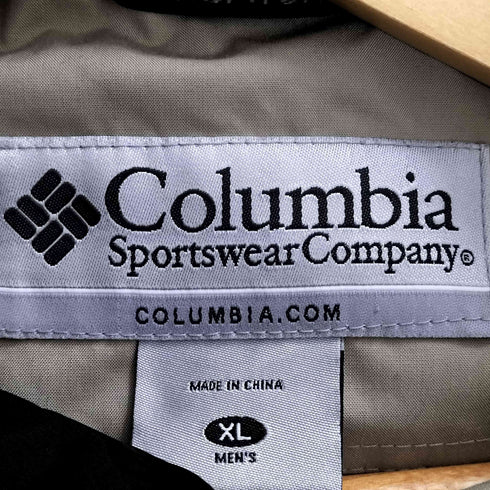 Columbia
Sportswear Company®
COLUMBIA.COM
MADE IN CHINA
XL
MEN'S